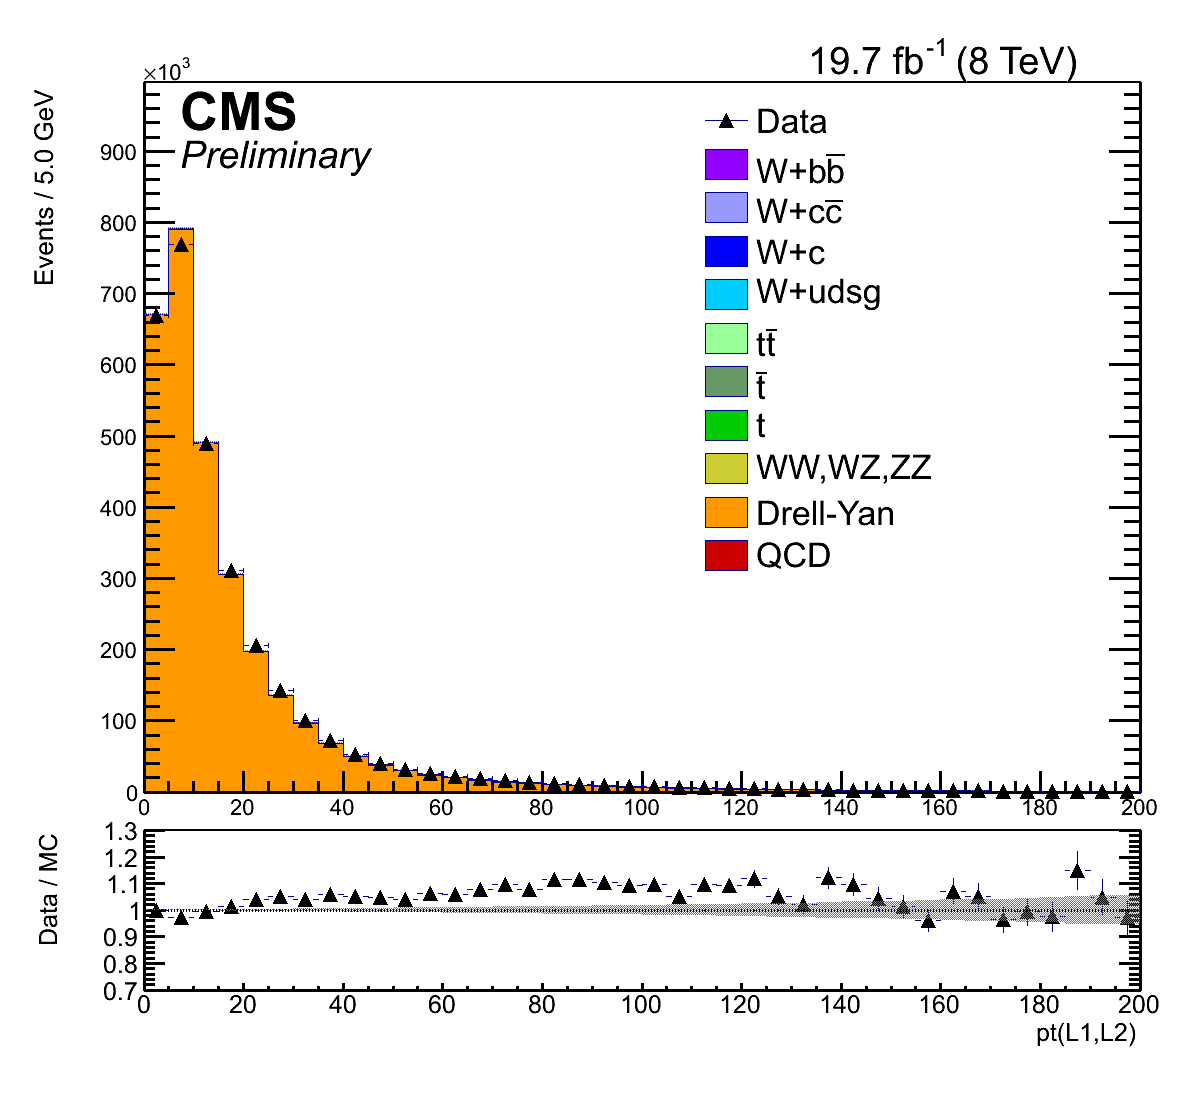 19.7 fb⁻¹ (8 TeV)
×10³
CMS
Preliminary
Events / 5.0 GeV
900
800
700
600
500
400
300
200
100
0
Data
W+bb̅
W+cc̅
W+c
W+udsg
tt̅
t̅
t
WW,WZ,ZZ
Drell-Yan
QCD
0 20 40 60 80 100 120 140 160 180 200
Data / MC
1.3
1.2
1.1
1
0.9
0.8
0.7
0 20 40 60 80 100 120 140 160 180 200
pt(L1,L2)